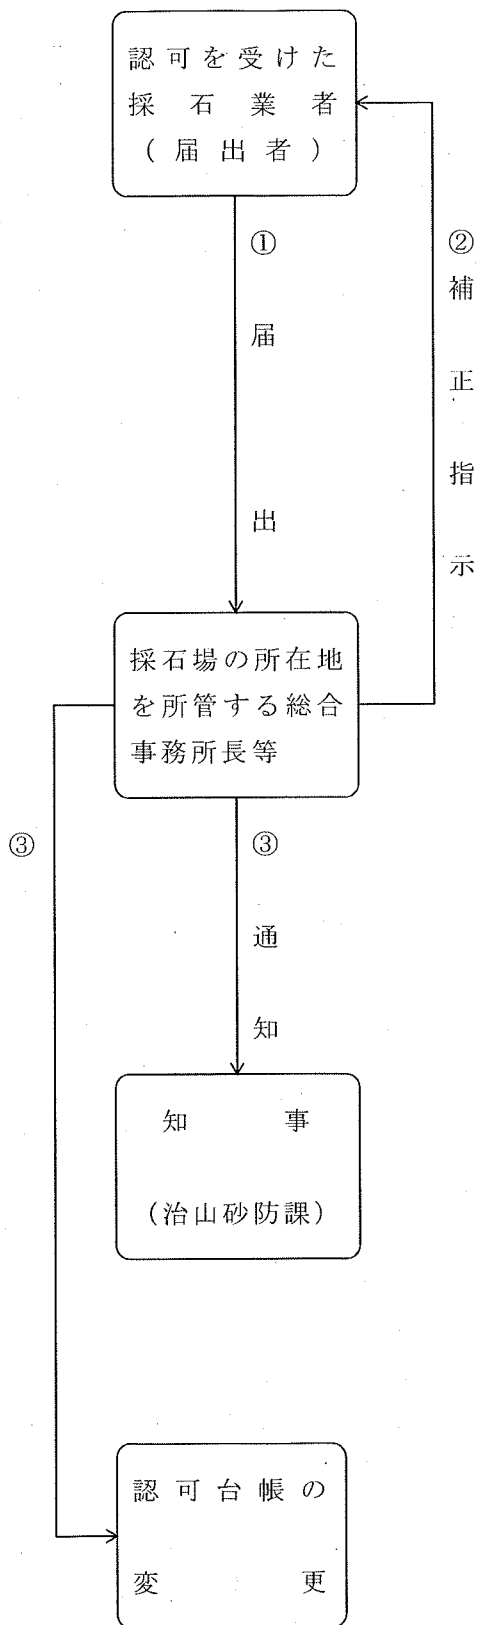 認可を受けた
採石業者
(届出者)
①
届出
②
補正指示
採石場の所在地
を所管する総合
事務所長等
③
③
通知
知事
(治山砂防課)
認可台帳の
変更